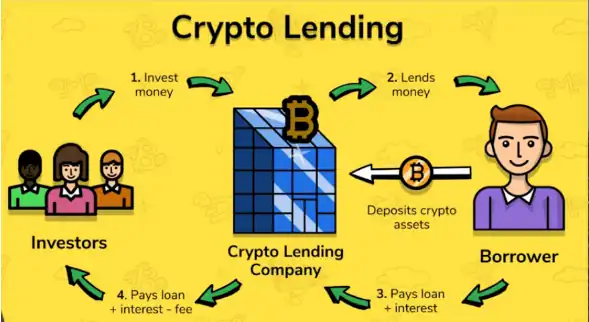 Crypto Lending
1. Invest
money
2. Lends
money
Deposits crypto
assets
Investors
Crypto Lending
Company
Borrower
4. Pays loan
+ interest - fee
3. Pays loan
+ interest